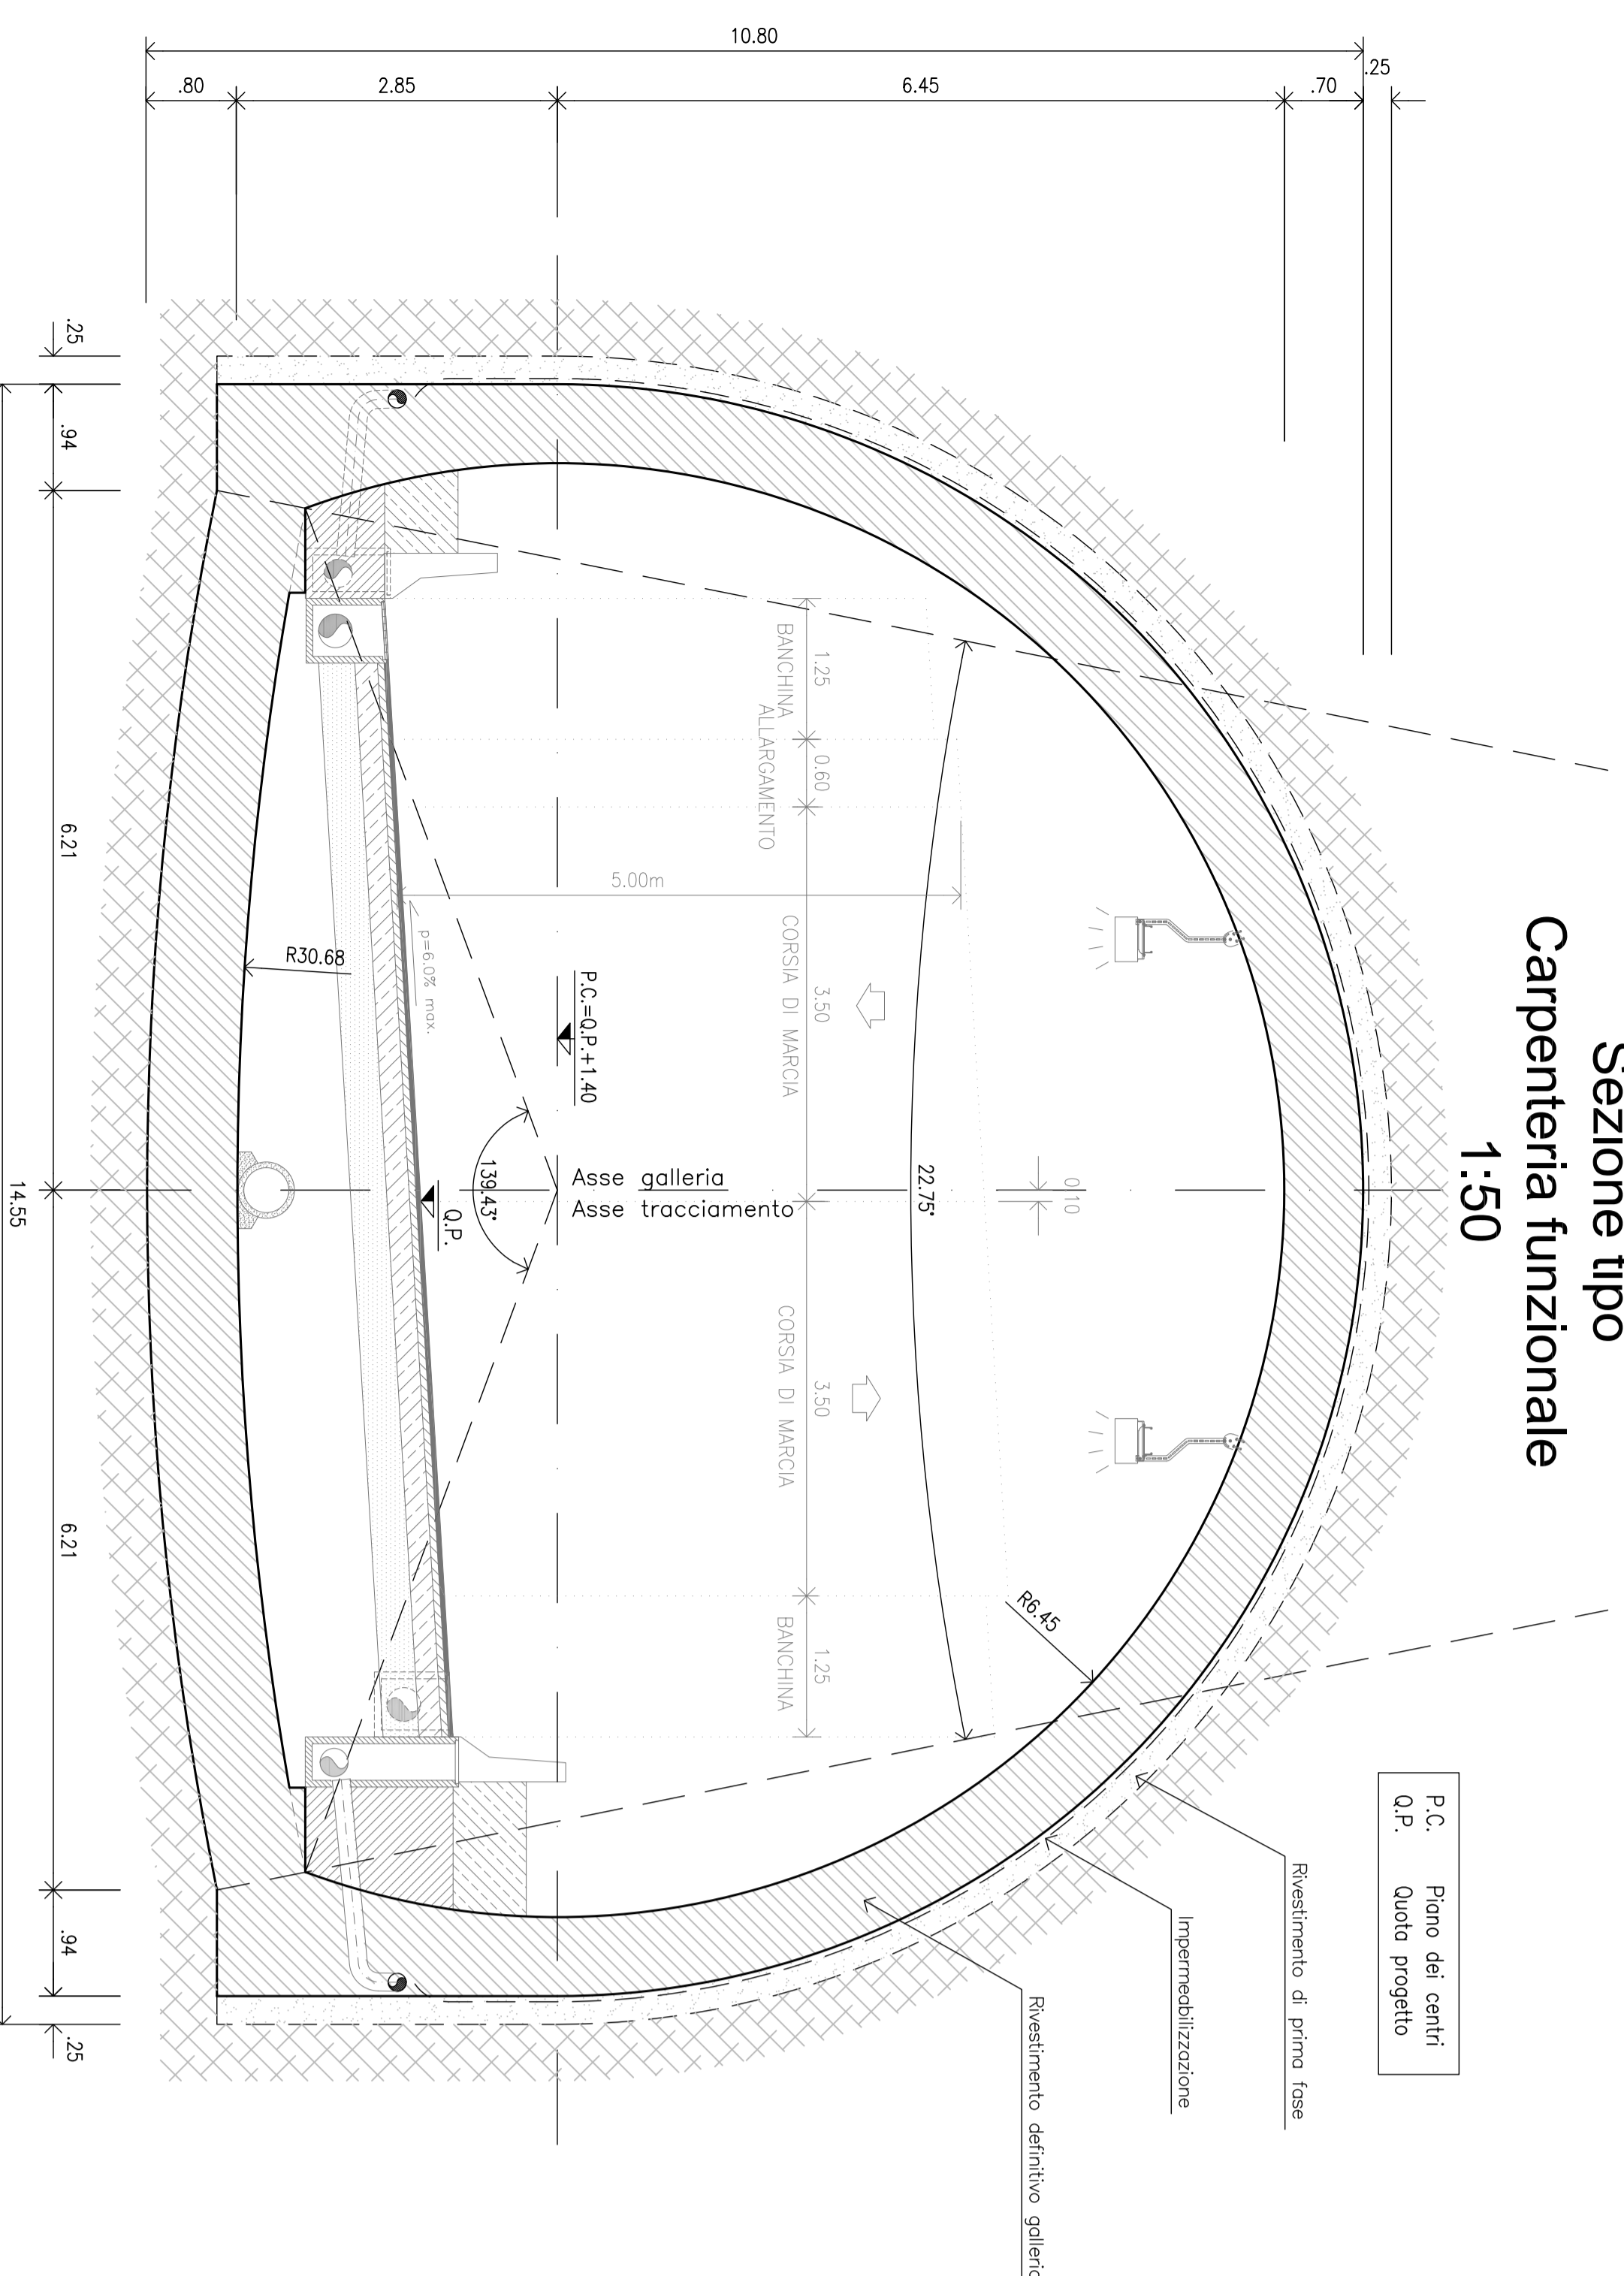 Sezione tipo
Carpenteria funzionale
1:50
P.C. Piano dei centri
Q.P. Quota progetto
Rivestimento di prima fase
Impermeabilizzazione
Rivestimento definitivo galleria
10.80
.80
2.85
6.45
.70
.25
R6.45
22.75°
0.10
1.25
0.60
3.50
3.50
1.25
BANCHINA
ALLARGAMENTO
CORSIA DI MARCIA
CORSIA DI MARCIA
BANCHINA
5.00m
Asse galleria
Asse tracciamento
P.C.=Q.P.+1.40
139.43°
Q.P.
p=6.0% max.
R30.68
.25
.94
6.21
6.21
.94
.25
14.55